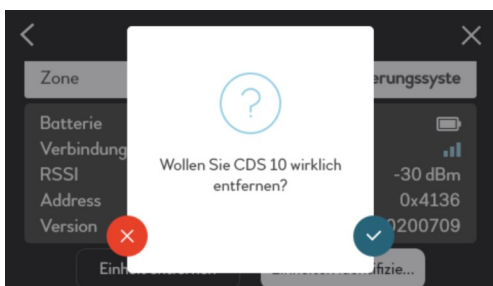 Zone
erungssyste
Batterie
Verbindung
RSSI
-30 dBm
Address
0x4136
Version
0200709
?
Wollen Sie CDS 10 wirklich
entfernen?